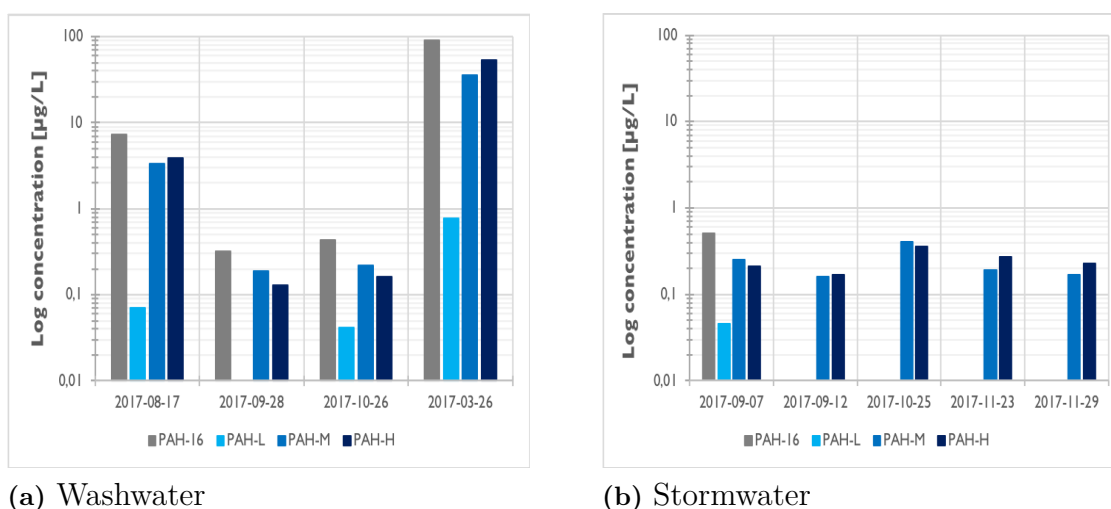 Log concentration [µg/L]
100
10
1
0,1
0,01
2017-08-17 2017-09-28 2017-10-26 2017-03-26
PAH-16 PAH-L PAH-M PAH-H
(a) Washwater
Log concentration [µg/L]
100
10
1
0,1
0,01
2017-09-07 2017-09-12 2017-10-25 2017-11-23 2017-11-29
PAH-16 PAH-L PAH-M PAH-H
(b) Stormwater